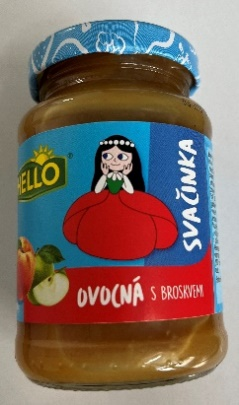 HELLO
SVAČINKA
OVOCNÁ S BROSKVEMI